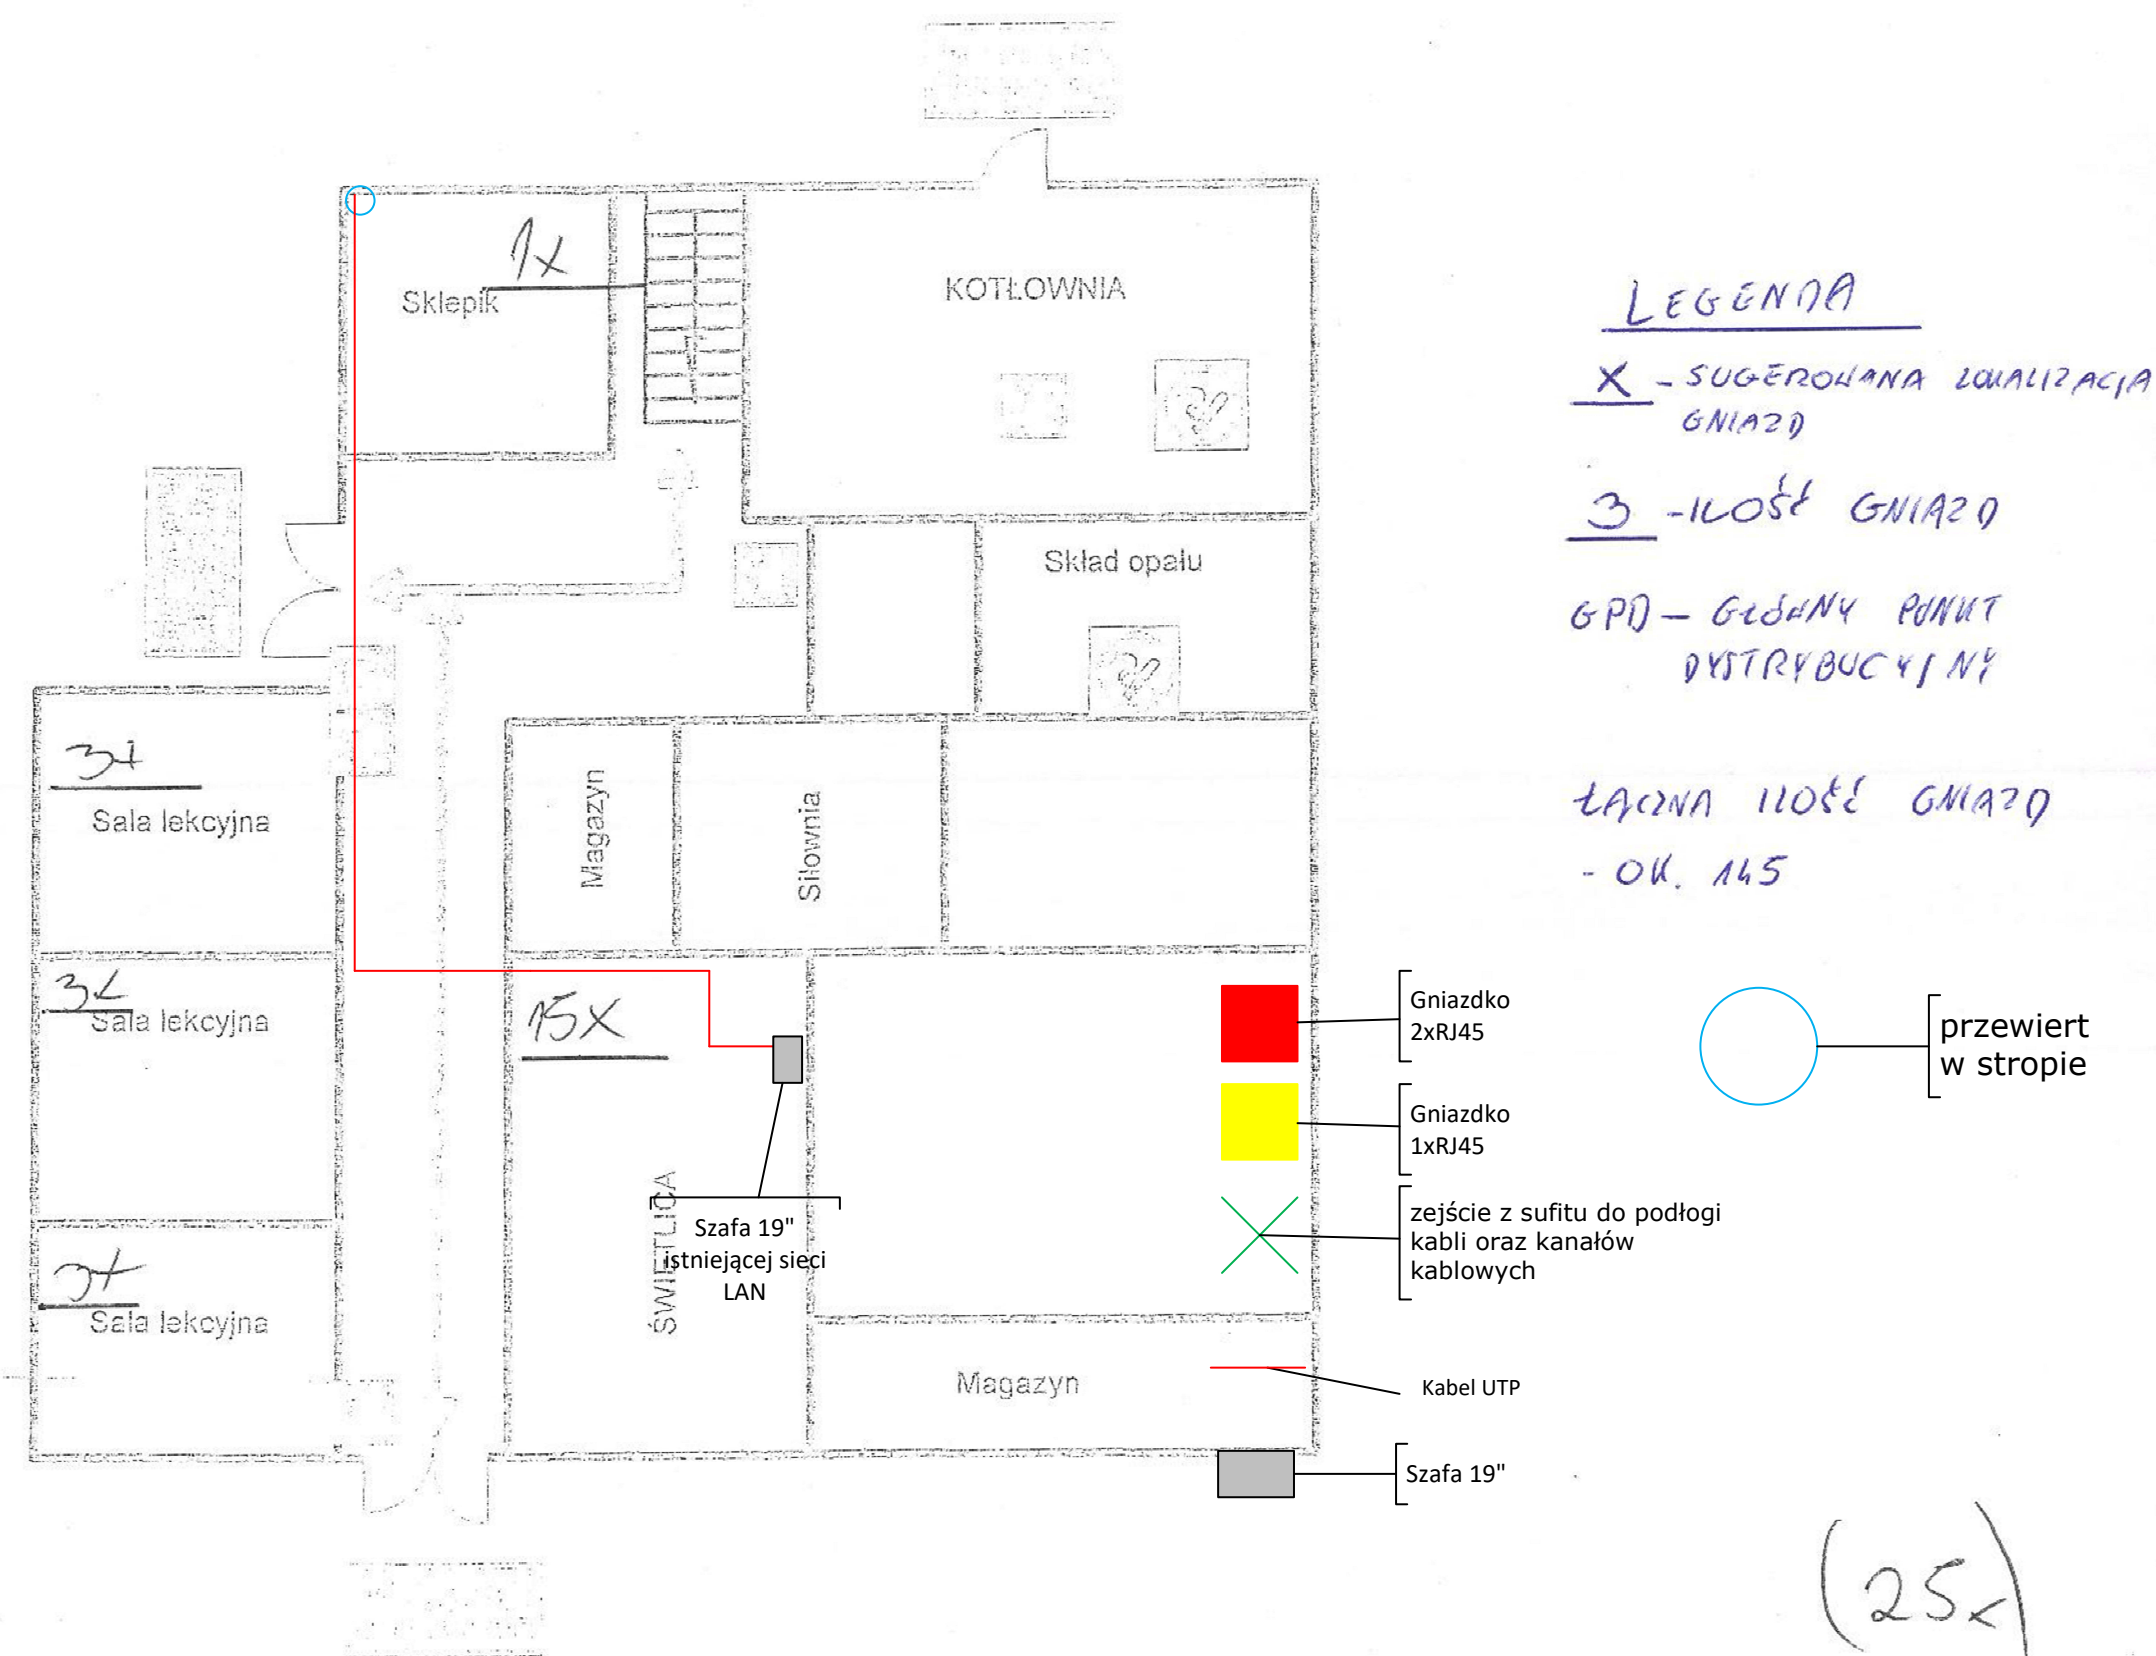 1x
Sklepik
KOTŁOWNIA
LEGENDA
X - SUGEROWANA LOKALIZACJA
GNIAZD
3 - ILOŚĆ GNIAZD
Skład opału
GPD - GŁÓWNY PUNKT
DYSTRYBUCYJNY
3x
Sala lekcyjna
Magazyn
Siłownia
ŁĄCZNA ILOŚĆ GNIAZD
- OK. 145
3x
Sala lekcyjna
15X
Gniazdko
2xRJ45
przewiert
w stropie
Gniazdko
1xRJ45
ŚWIETLICA
Szafa 19"
istniejącej sieci
LAN
zejście z sufitu do podłogi
kabli oraz kanałów
kablowych
3x
Sala lekcyjna
Magazyn
Kabel UTP
Szafa 19"
(25x)